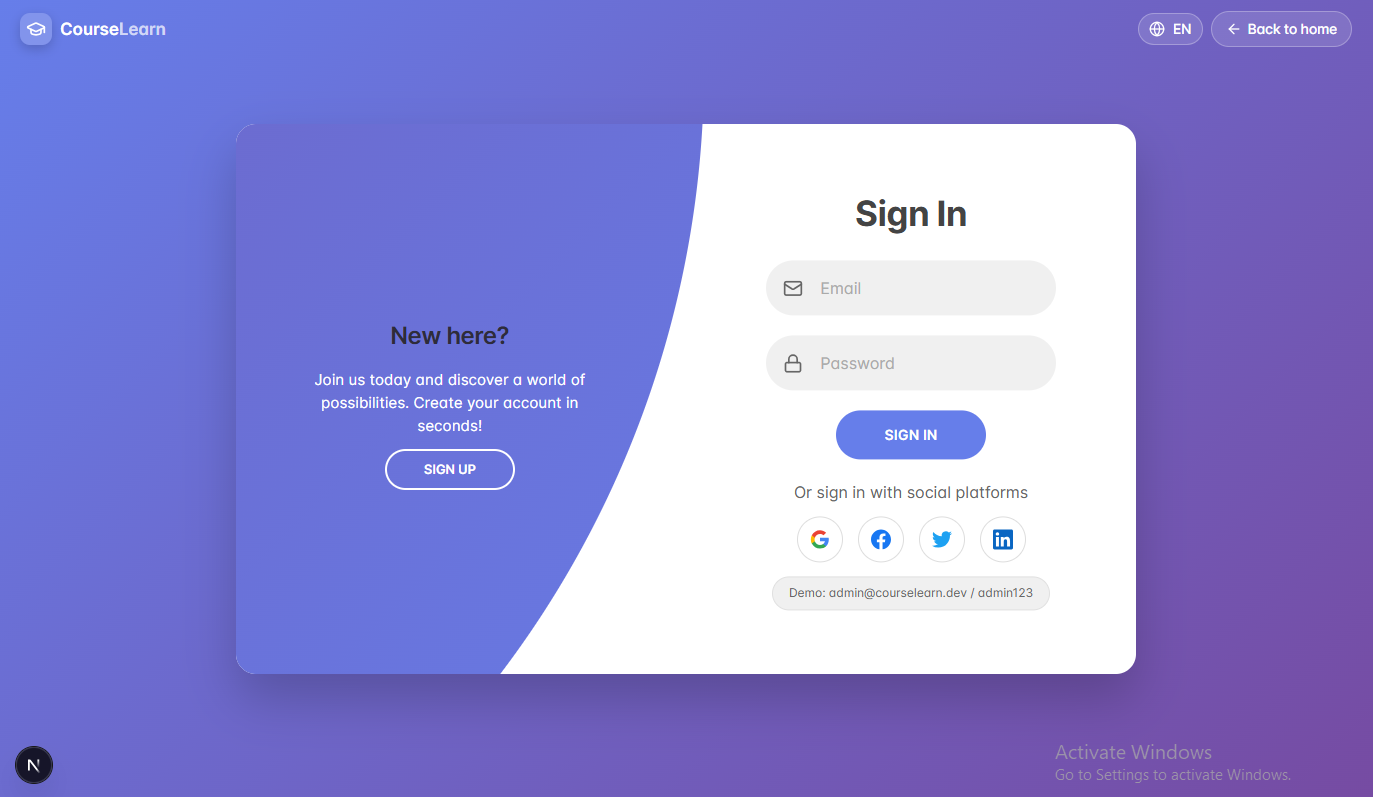 CourseLearn
EN
Back to home
New here?
Join us today and discover a world of
possibilities. Create your account in
seconds!
SIGN UP
Sign In
Email
Password
SIGN IN
Or sign in with social platforms
Demo: admin@courselearn.dev / admin123
Activate Windows
Go to Settings to activate Windows.